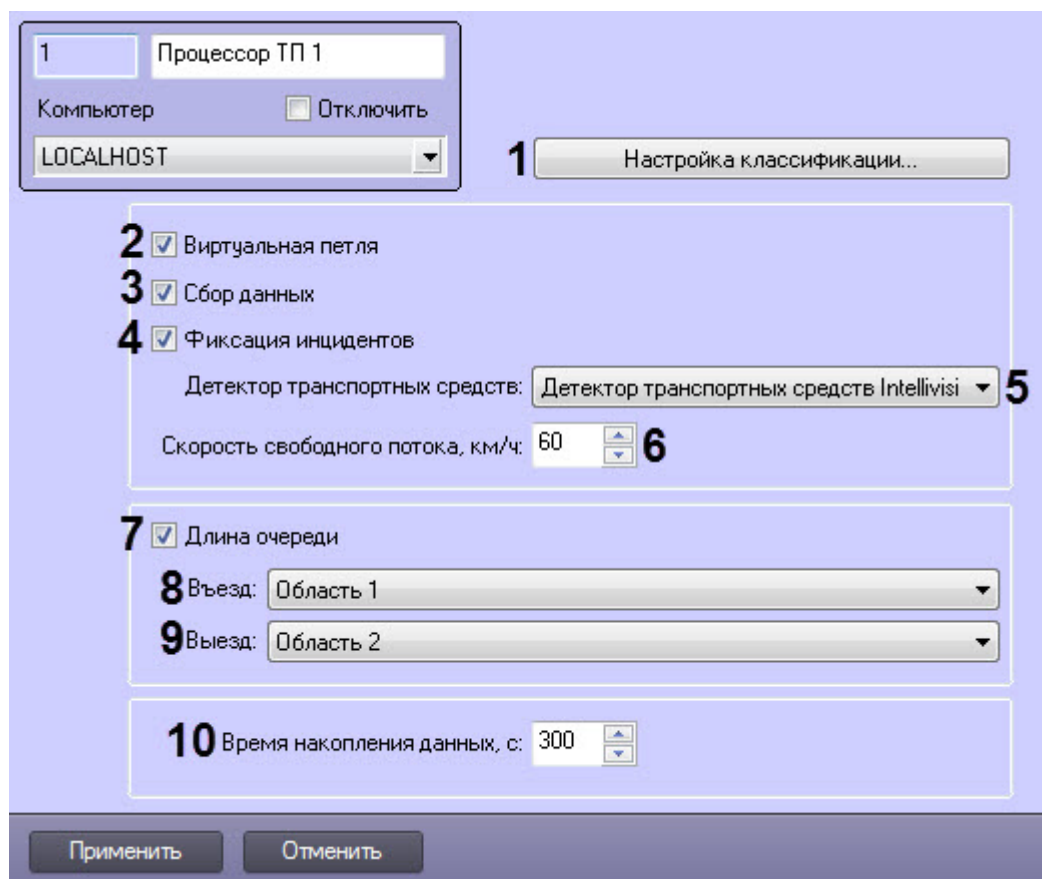 1 Процессор ТП 1
Компьютер Отключить
LOCALHOST
1 Настройка классификации...
2 Виртуальная петля
3 Сбор данных
4 Фиксация инцидентов
Детектор транспортных средств: Детектор транспортных средств Intellivisi 5
Скорость свободного потока, км/ч: 60 6
7 Длина очереди
8 Въезд: Область 1
9 Выезд: Область 2
10 Время накопления данных, с: 300
Применить Отменить